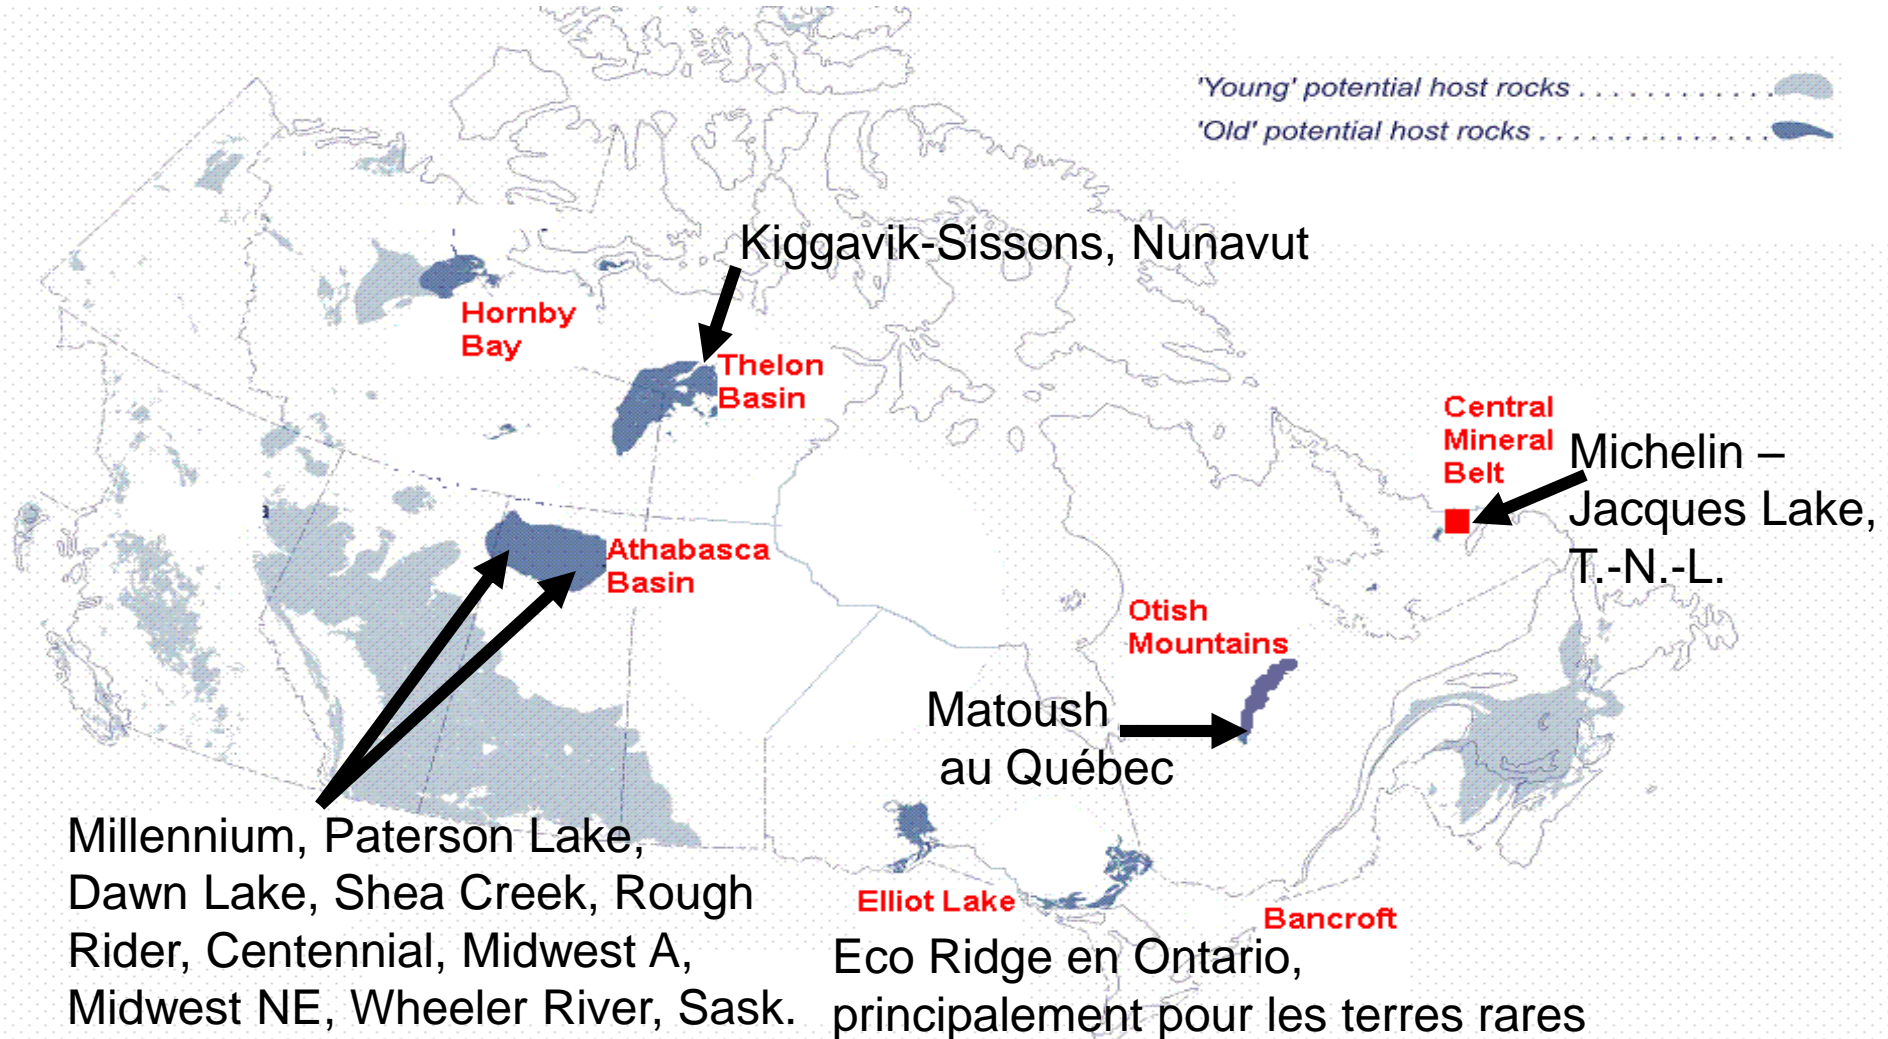 'Young' potential host rocks . . . . . . . . . . . .
'Old' potential host rocks . . . . . . . . . . . . . .
Kiggavik-Sissons, Nunavut
Hornby
Bay
Thelon
Basin
Central
Mineral
Belt
Michelin –
Jacques Lake,
T.-N.-L.
Athabasca
Basin
Otish
Mountains
Matoush
au Québec
Millennium, Paterson Lake,
Dawn Lake, Shea Creek, Rough
Rider, Centennial, Midwest A,
Midwest NE, Wheeler River, Sask.
Elliot Lake
Bancroft
Eco Ridge en Ontario,
principalement pour les terres rares